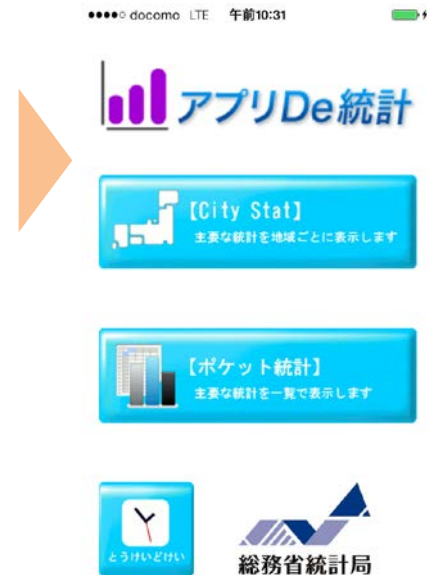 docomo LTE 午前10:31
アプリDe統計
【City Stat】
主要な統計を地域ごとに表示します
【ポケット統計】
主要な統計を一覧で表示します
とうけいどけい
総務省統計局